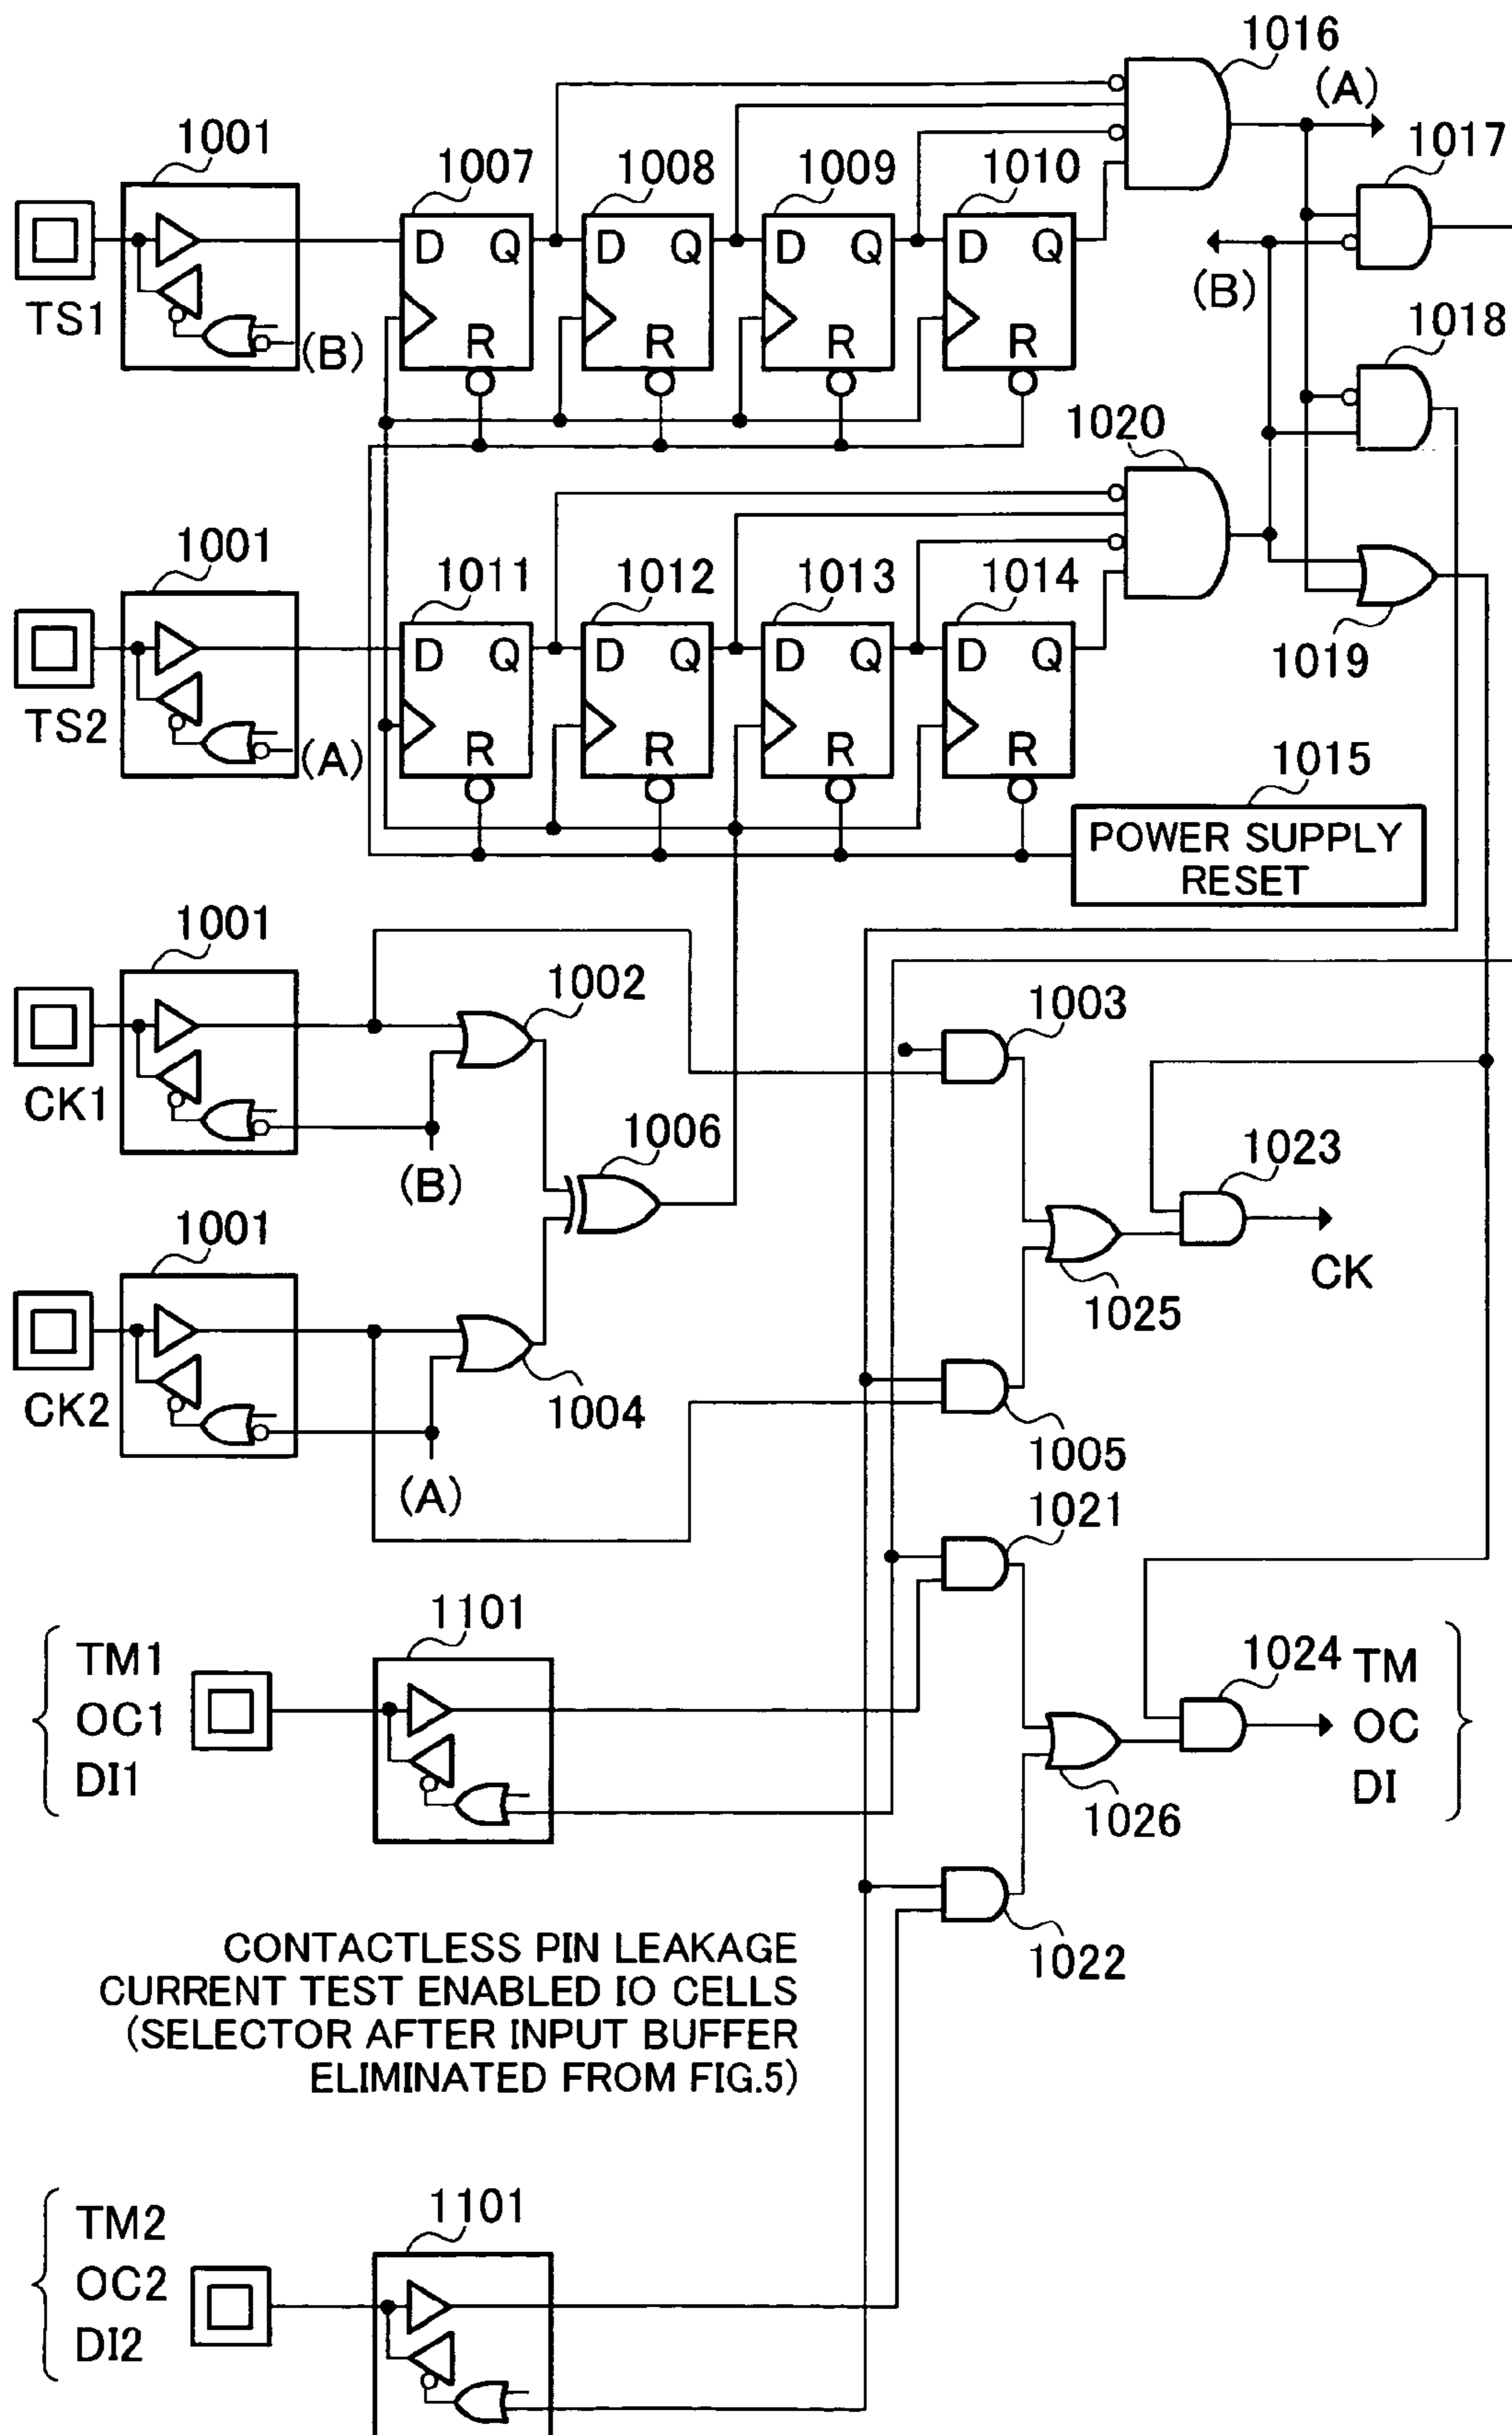 1016
(A)
1001
1017
1007
1008
1009
1010
D Q
D Q
D Q
D Q
TS1
(B)
R
R
R
R
(B)
1018
1020
1001
1011
1012
1013
1014
D Q
D Q
D Q
D Q
1019
TS2
(A)
R
R
R
R
1015
POWER SUPPLY
RESET
1001
1002
1003
CK1
1006
(B)
1023
1001
CK
1025
CK2
1004
(A)
1005
1021
1101
TM1
OC1
DI1
1024
TM
OC
DI
1026
CONTACTLESS PIN LEAKAGE
CURRENT TEST ENABLED IO CELLS
(SELECTOR AFTER INPUT BUFFER
ELIMINATED FROM FIG.5)
1022
1101
TM2
OC2
DI2